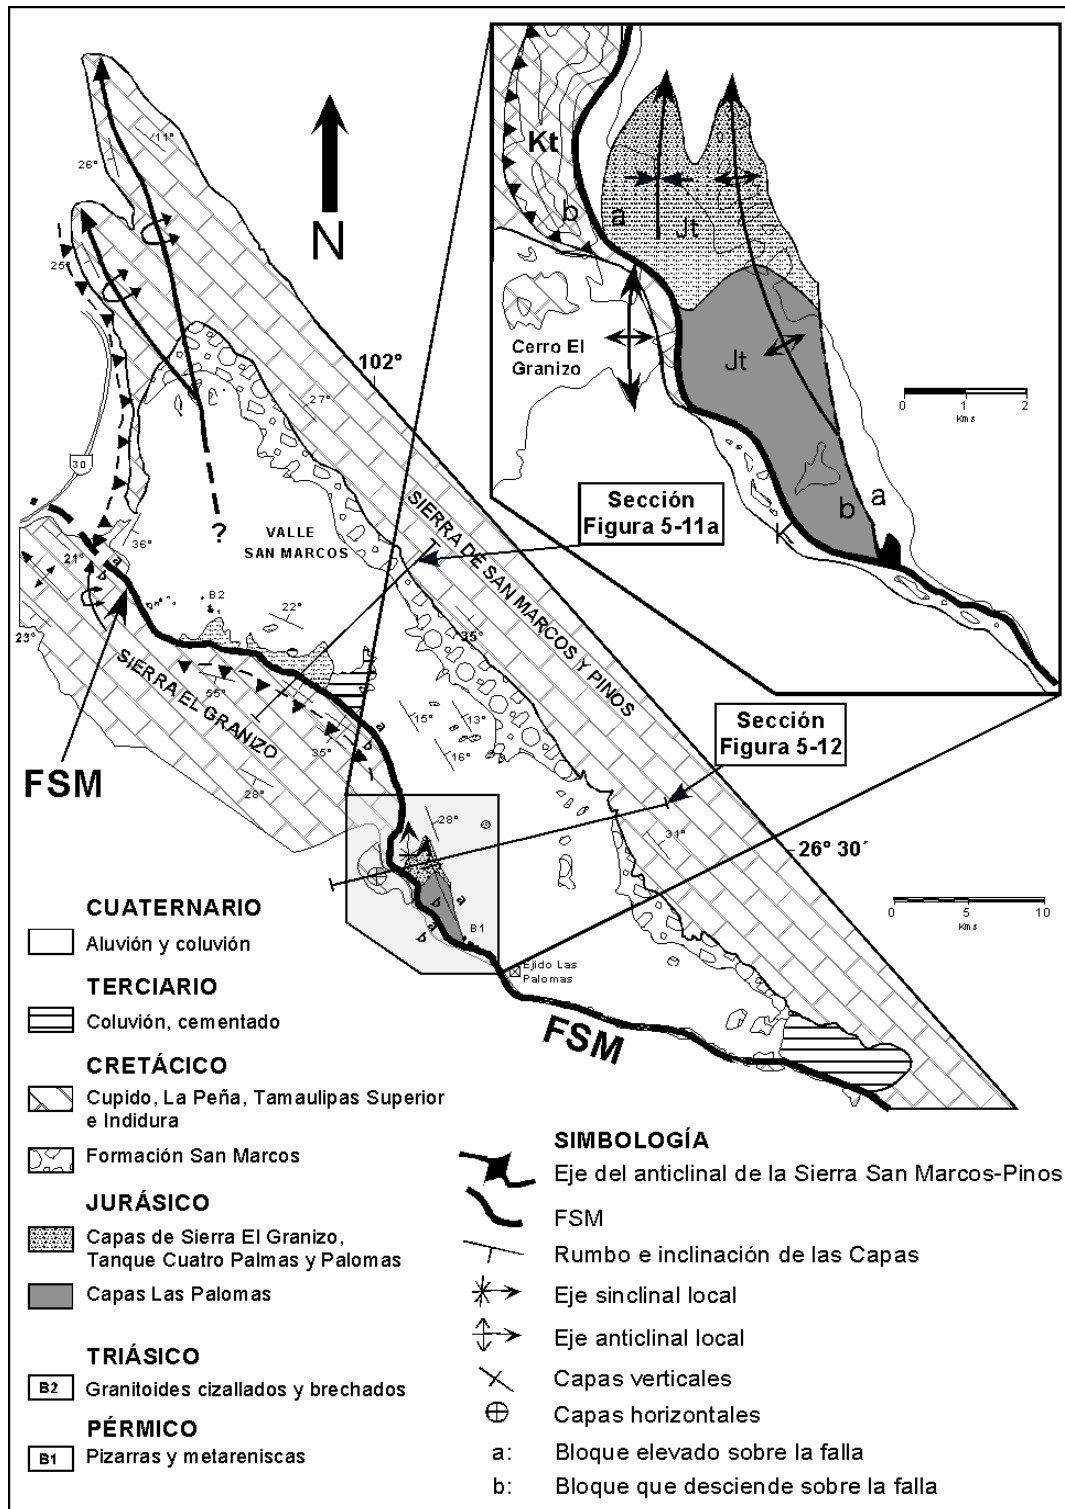 N
11°
26°
25°
30
102°
27°
?
VALLE
SAN MARCOS
36°
21°
a
b
B2
22°
23°
55°
35°
SIERRA EL GRANIZO
SIERRA DE SAN MARCOS Y PINOS
35°
15°
13°
16°
a
b
28°
FSM
28°
31°
26° 30´
b
a
a
b
B1
Ejido Las
Palomas
FSM
0 5 10
Kms
Kt
b
a
Jt
Cerro El
Granizo
Jt
0 1 2
Kms
b
a
K
Sección
Figura 5-11a
Sección
Figura 5-12
CUATERNARIO
Aluvión y coluvión
TERCIARIO
Coluvión, cementado
CRETÁCICO
Cupido, La Peña, Tamaulipas Superior
e Indidura
Formación San Marcos
JURÁSICO
Capas de Sierra El Granizo,
Tanque Cuatro Palmas y Palomas
Capas Las Palomas
TRIÁSICO
B2 Granitoides cizallados y brechados
PÉRMICO
B1 Pizarras y metareniscas
SIMBOLOGÍA
Eje del anticlinal de la Sierra San Marcos-Pinos
FSM
Rumbo e inclinación de las Capas
Eje sinclinal local
Eje anticlinal local
Capas verticales
Capas horizontales
a: Bloque elevado sobre la falla
b: Bloque que desciende sobre la falla